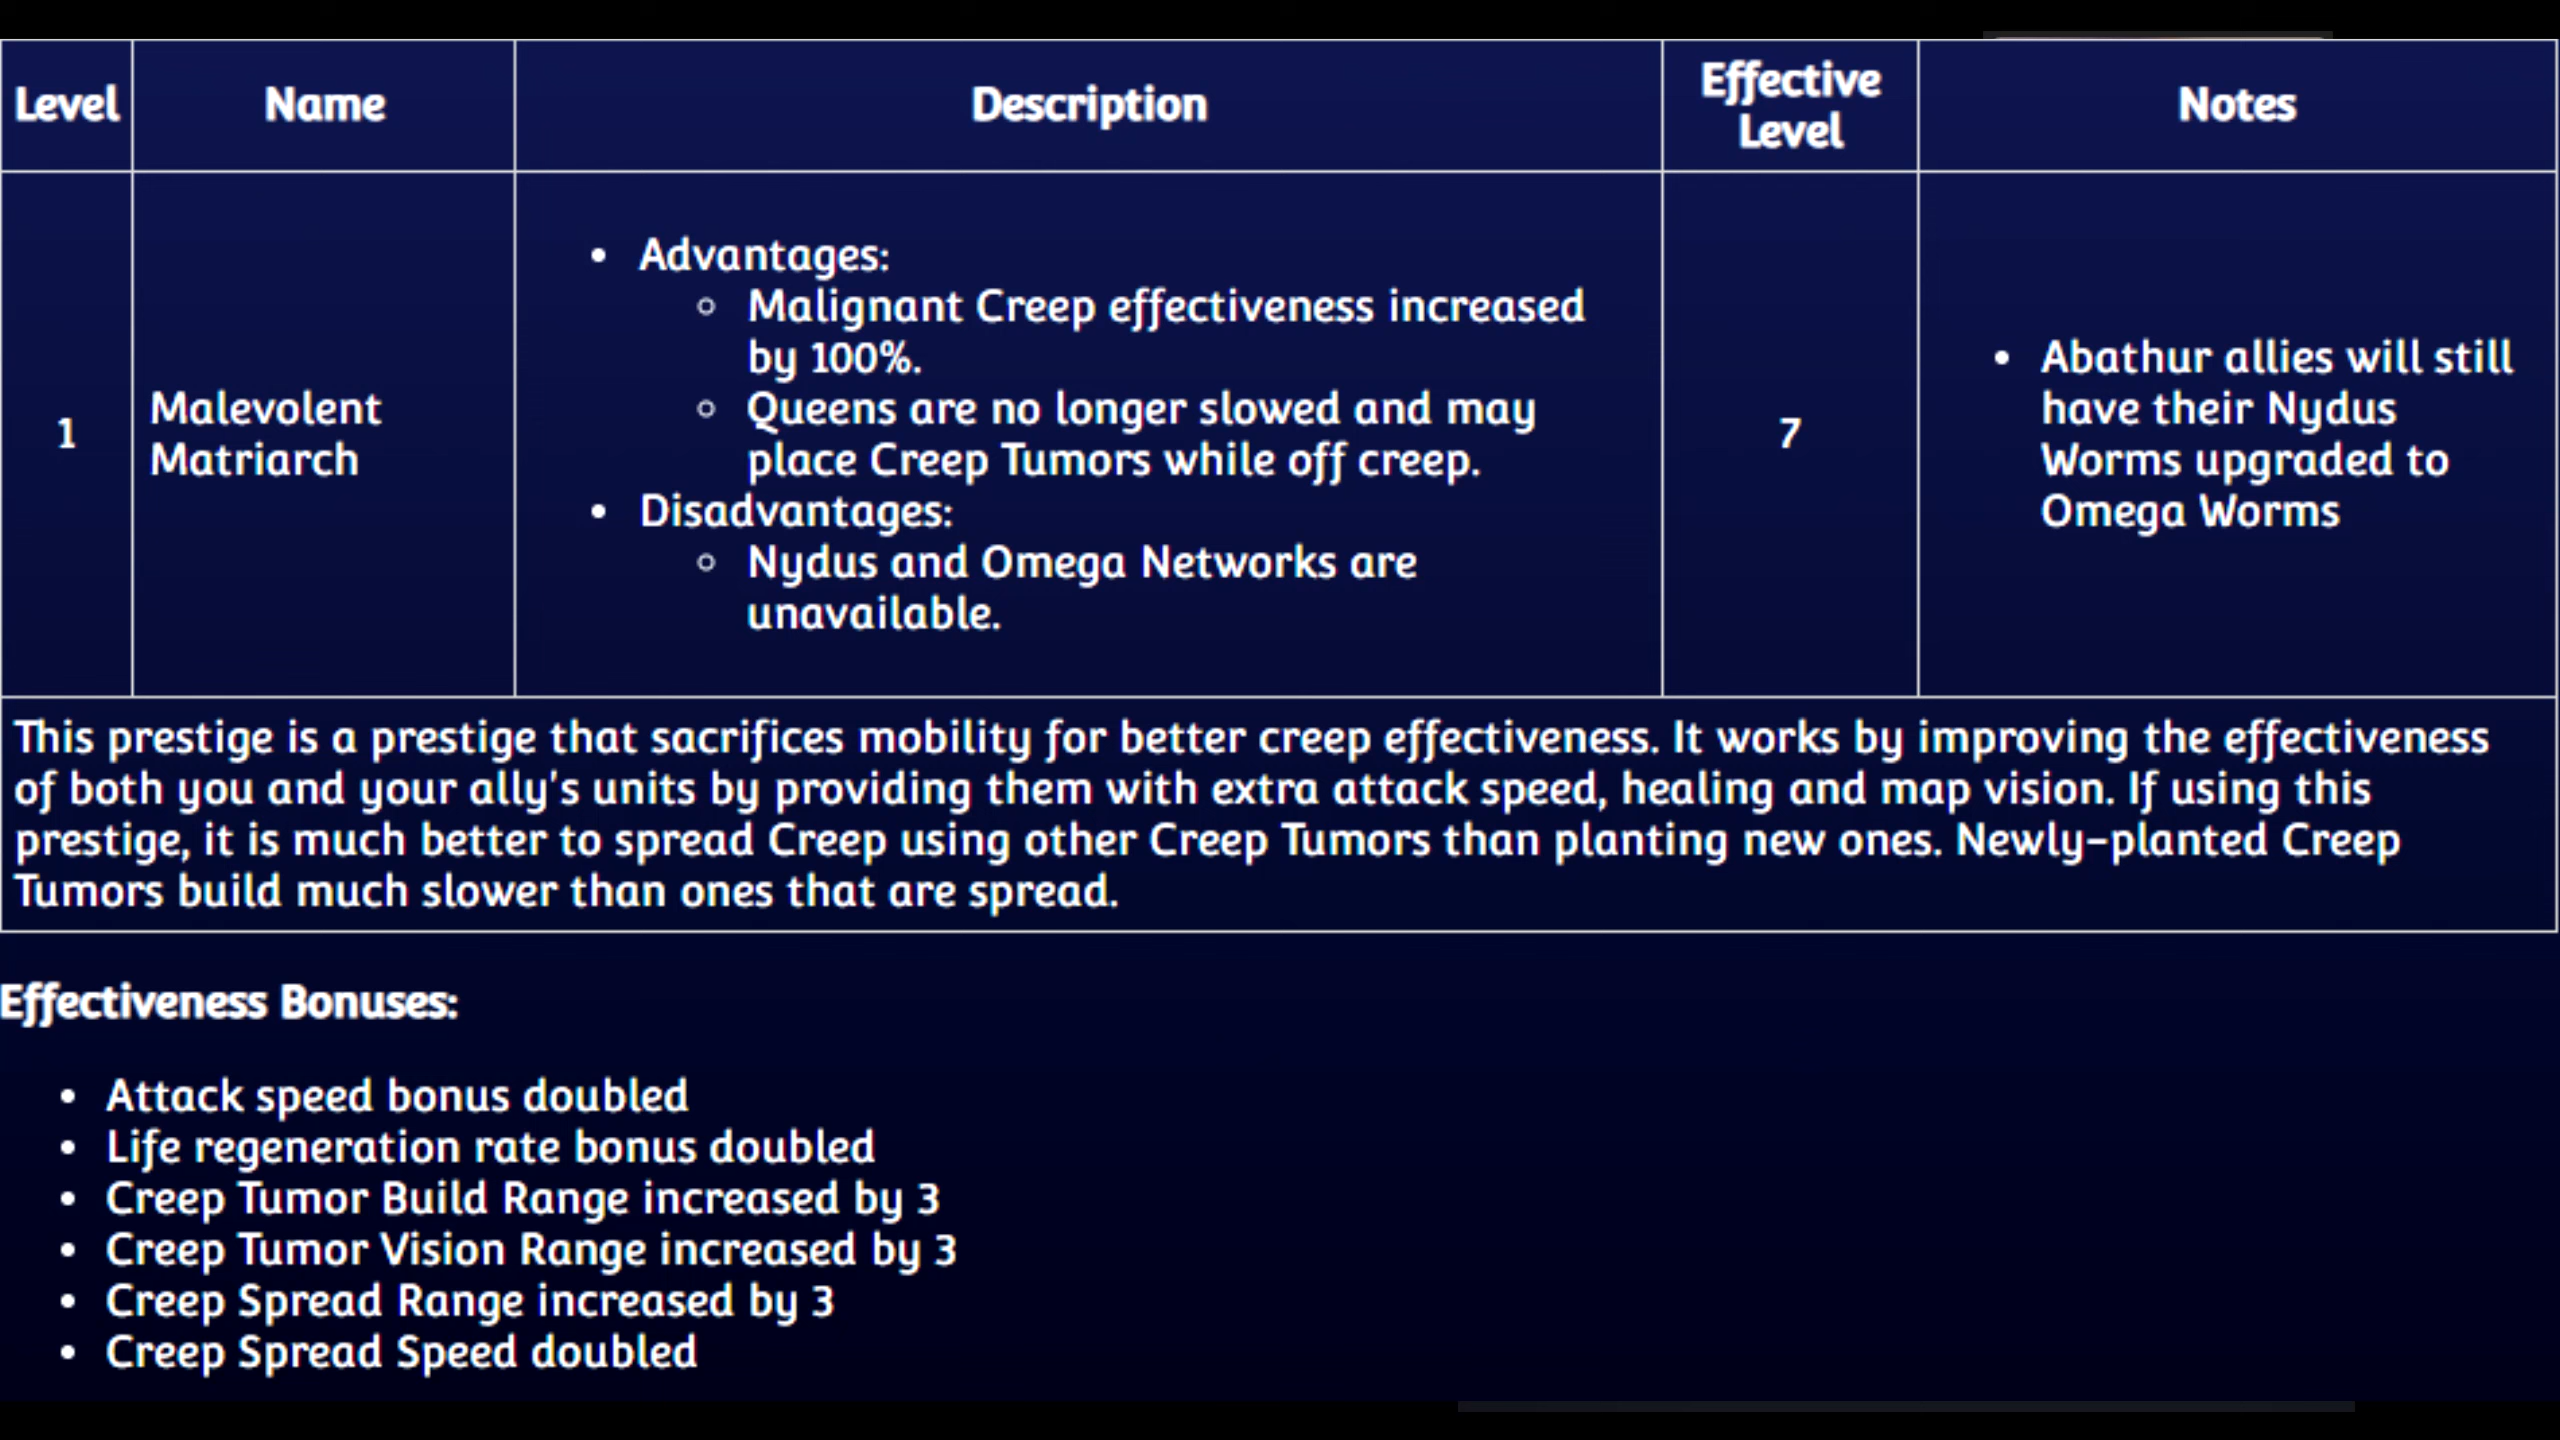 Level
Name
Description
Effective
Level
Notes
1
Malevolent
Matriarch
• Advantages:
○ Malignant Creep effectiveness increased
by 100%.
○ Queens are no longer slowed and may
place Creep Tumors while off creep.
• Disadvantages:
○ Nydus and Omega Networks are
unavailable.
7
• Abathur allies will still
have their Nydus
Worms upgraded to
Omega Worms
This prestige is a prestige that sacrifices mobility for better creep effectiveness. It works by improving the effectiveness
of both you and your ally's units by providing them with extra attack speed, healing and map vision. If using this
prestige, it is much better to spread Creep using other Creep Tumors than planting new ones. Newly-planted Creep
Tumors build much slower than ones that are spread.
Effectiveness Bonuses:
• Attack speed bonus doubled
• Life regeneration rate bonus doubled
• Creep Tumor Build Range increased by 3
• Creep Tumor Vision Range increased by 3
• Creep Spread Range increased by 3
• Creep Spread Speed doubled